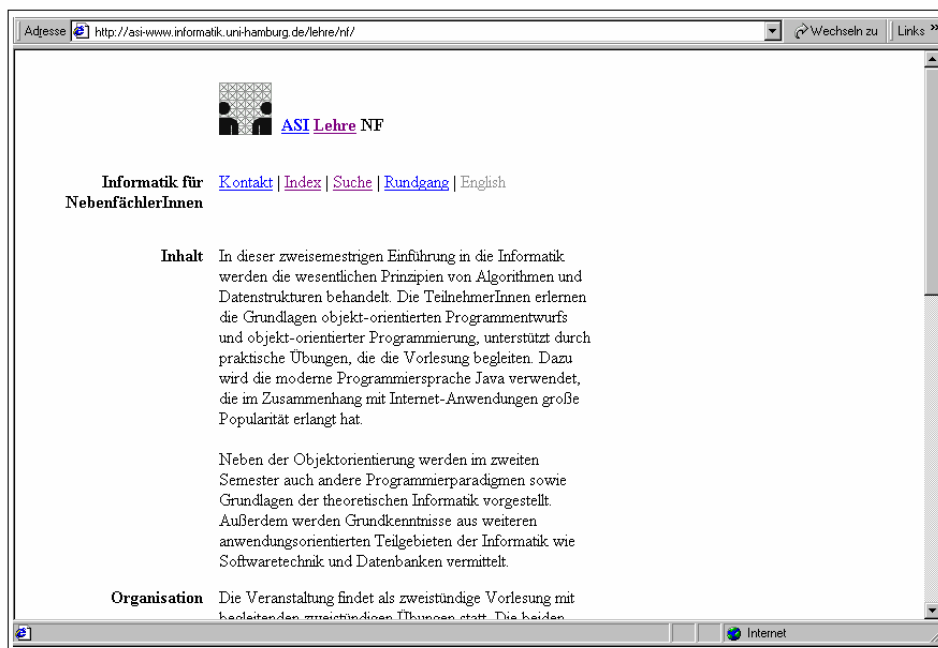 Adresse http://asi-www.informatik.uni-hamburg.de/lehre/nf/ Wechseln zu Links »
ASI Lehre NF
Informatik für
NebenfächlerInnen
Kontakt | Index | Suche | Rundgang | English
Inhalt
In dieser zweisemestrigen Einführung in die Informatik
werden die wesentlichen Prinzipien von Algorithmen und
Datenstrukturen behandelt. Die TeilnehmerInnen erlernen
die Grundlagen objekt-orientierten Programmentwurfs
und objekt-orientierter Programmierung, unterstützt durch
praktische Übungen, die die Vorlesung begleiten. Dazu
wird die moderne Programmiersprache Java verwendet,
die im Zusammenhang mit Internet-Anwendungen große
Popularität erlangt hat.
Neben der Objektorientierung werden im zweiten
Semester auch andere Programmierparadigmen sowie
Grundlagen der theoretischen Informatik vorgestellt.
Außerdem werden Grundkenntnisse aus weiteren
anwendungsorientierten Teilgebieten der Informatik wie
Softwaretechnik und Datenbanken vermittelt.
Organisation
Die Veranstaltung findet als zweistündige Vorlesung mit
begleitenden zweistündigen Übungen statt. Die beiden
Internet